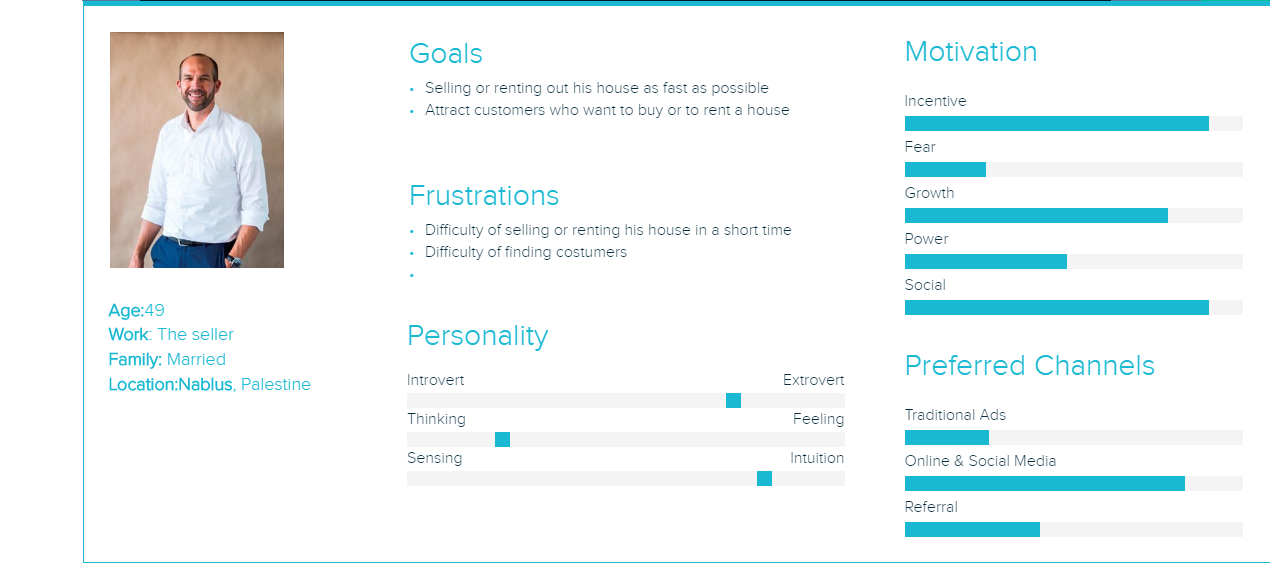 Age:49
Work: The seller
Family: Married
Location:Nablus, Palestine
Goals
• Selling or renting out his house as fast as possible
• Attract customers who want to buy or to rent a house
Frustrations
• Difficulty of selling or renting his house in a short time
• Difficulty of finding costumers
•
Personality
Introvert Extrovert
Thinking Feeling
Sensing Intuition
Motivation
Incentive
Fear
Growth
Power
Social
Preferred Channels
Traditional Ads
Online & Social Media
Referral